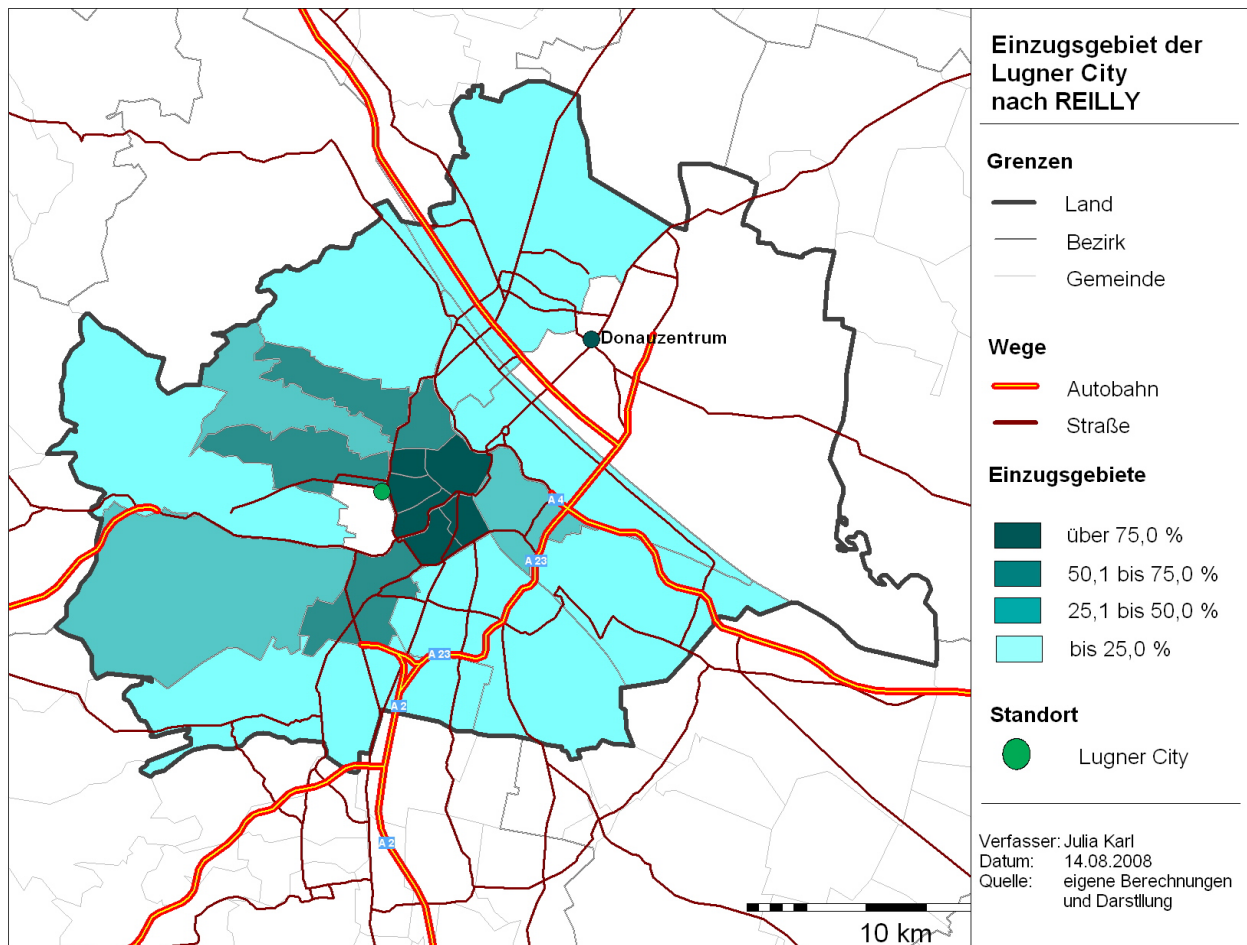 Einzugsgebiet der
Lugner City
nach REILLY
Grenzen
Land
Bezirk
Gemeinde
Wege
Autobahn
Straße
Einzugsgebiete
über 75,0 %
50,1 bis 75,0 %
25,1 bis 50,0 %
bis 25,0 %
Standort
Lugner City
Verfasser: Julia Karl
Datum: 14.08.2008
Quelle: eigene Berechnungen
und Darstllung
Donauzentrum
A 4
A 23
A 23
A 2
A 2
10 km